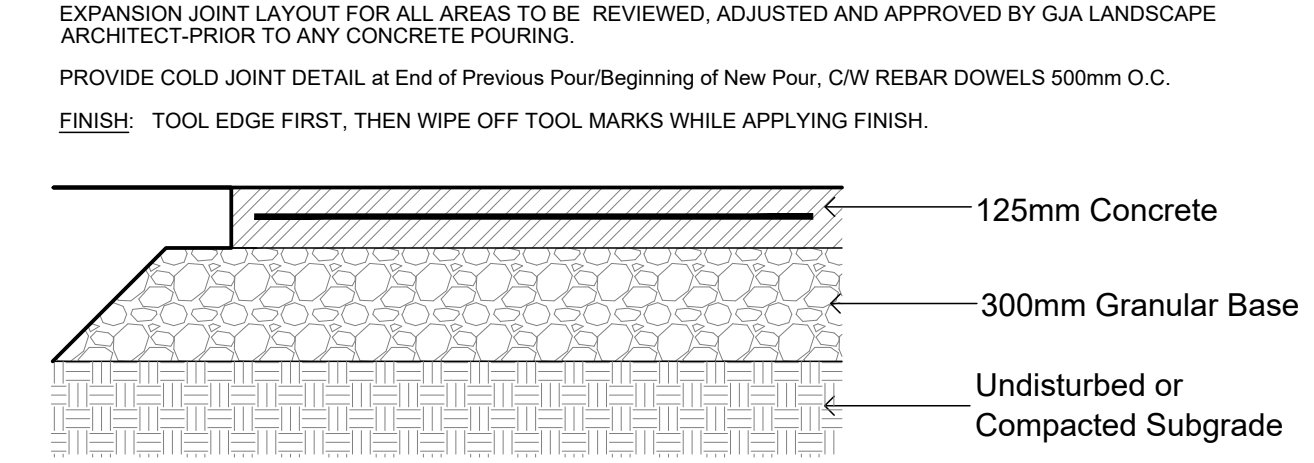 EXPANSION JOINT LAYOUT FOR ALL AREAS TO BE REVIEWED, ADJUSTED AND APPROVED BY GJA LANDSCAPE
ARCHITECT-PRIOR TO ANY CONCRETE POURING.
PROVIDE COLD JOINT DETAIL at End of Previous Pour/Beginning of New Pour, C/W REBAR DOWELS 500mm O.C.
FINISH: TOOL EDGE FIRST, THEN WIPE OFF TOOL MARKS WHILE APPLYING FINISH.
125mm Concrete
300mm Granular Base
Undisturbed or
Compacted Subgrade